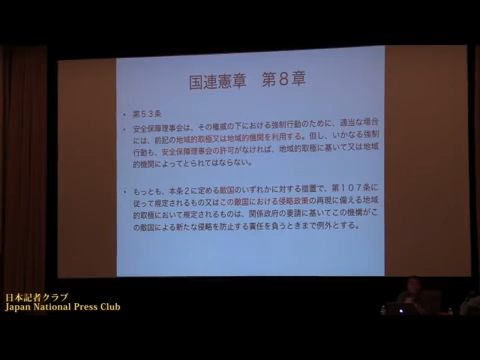 国連憲章　第８章
・ 第５３条
・ 安全保障理事会は、その権威の下における強制行動のために、適当な場合
には、前記の地域的取極又は地域的機関を利用する。但し、いかなる強制
行動も、安全保障理事会の許可がなければ、地域的取極に基いて又は地域
的機関によってとられてはならない。
・ もっとも、本条２に定める敵国のいずれかに対する措置で、第１０７条に
従って規定されるもの又はこの敵国における侵略政策の再現に備える地域
的取極において規定されるものは、関係政府の要請に基いてこの機構がこ
の敵国による新たな侵略を防止する責任を負うときまで例外とする。
日本記者クラブ
Japan National Press Club